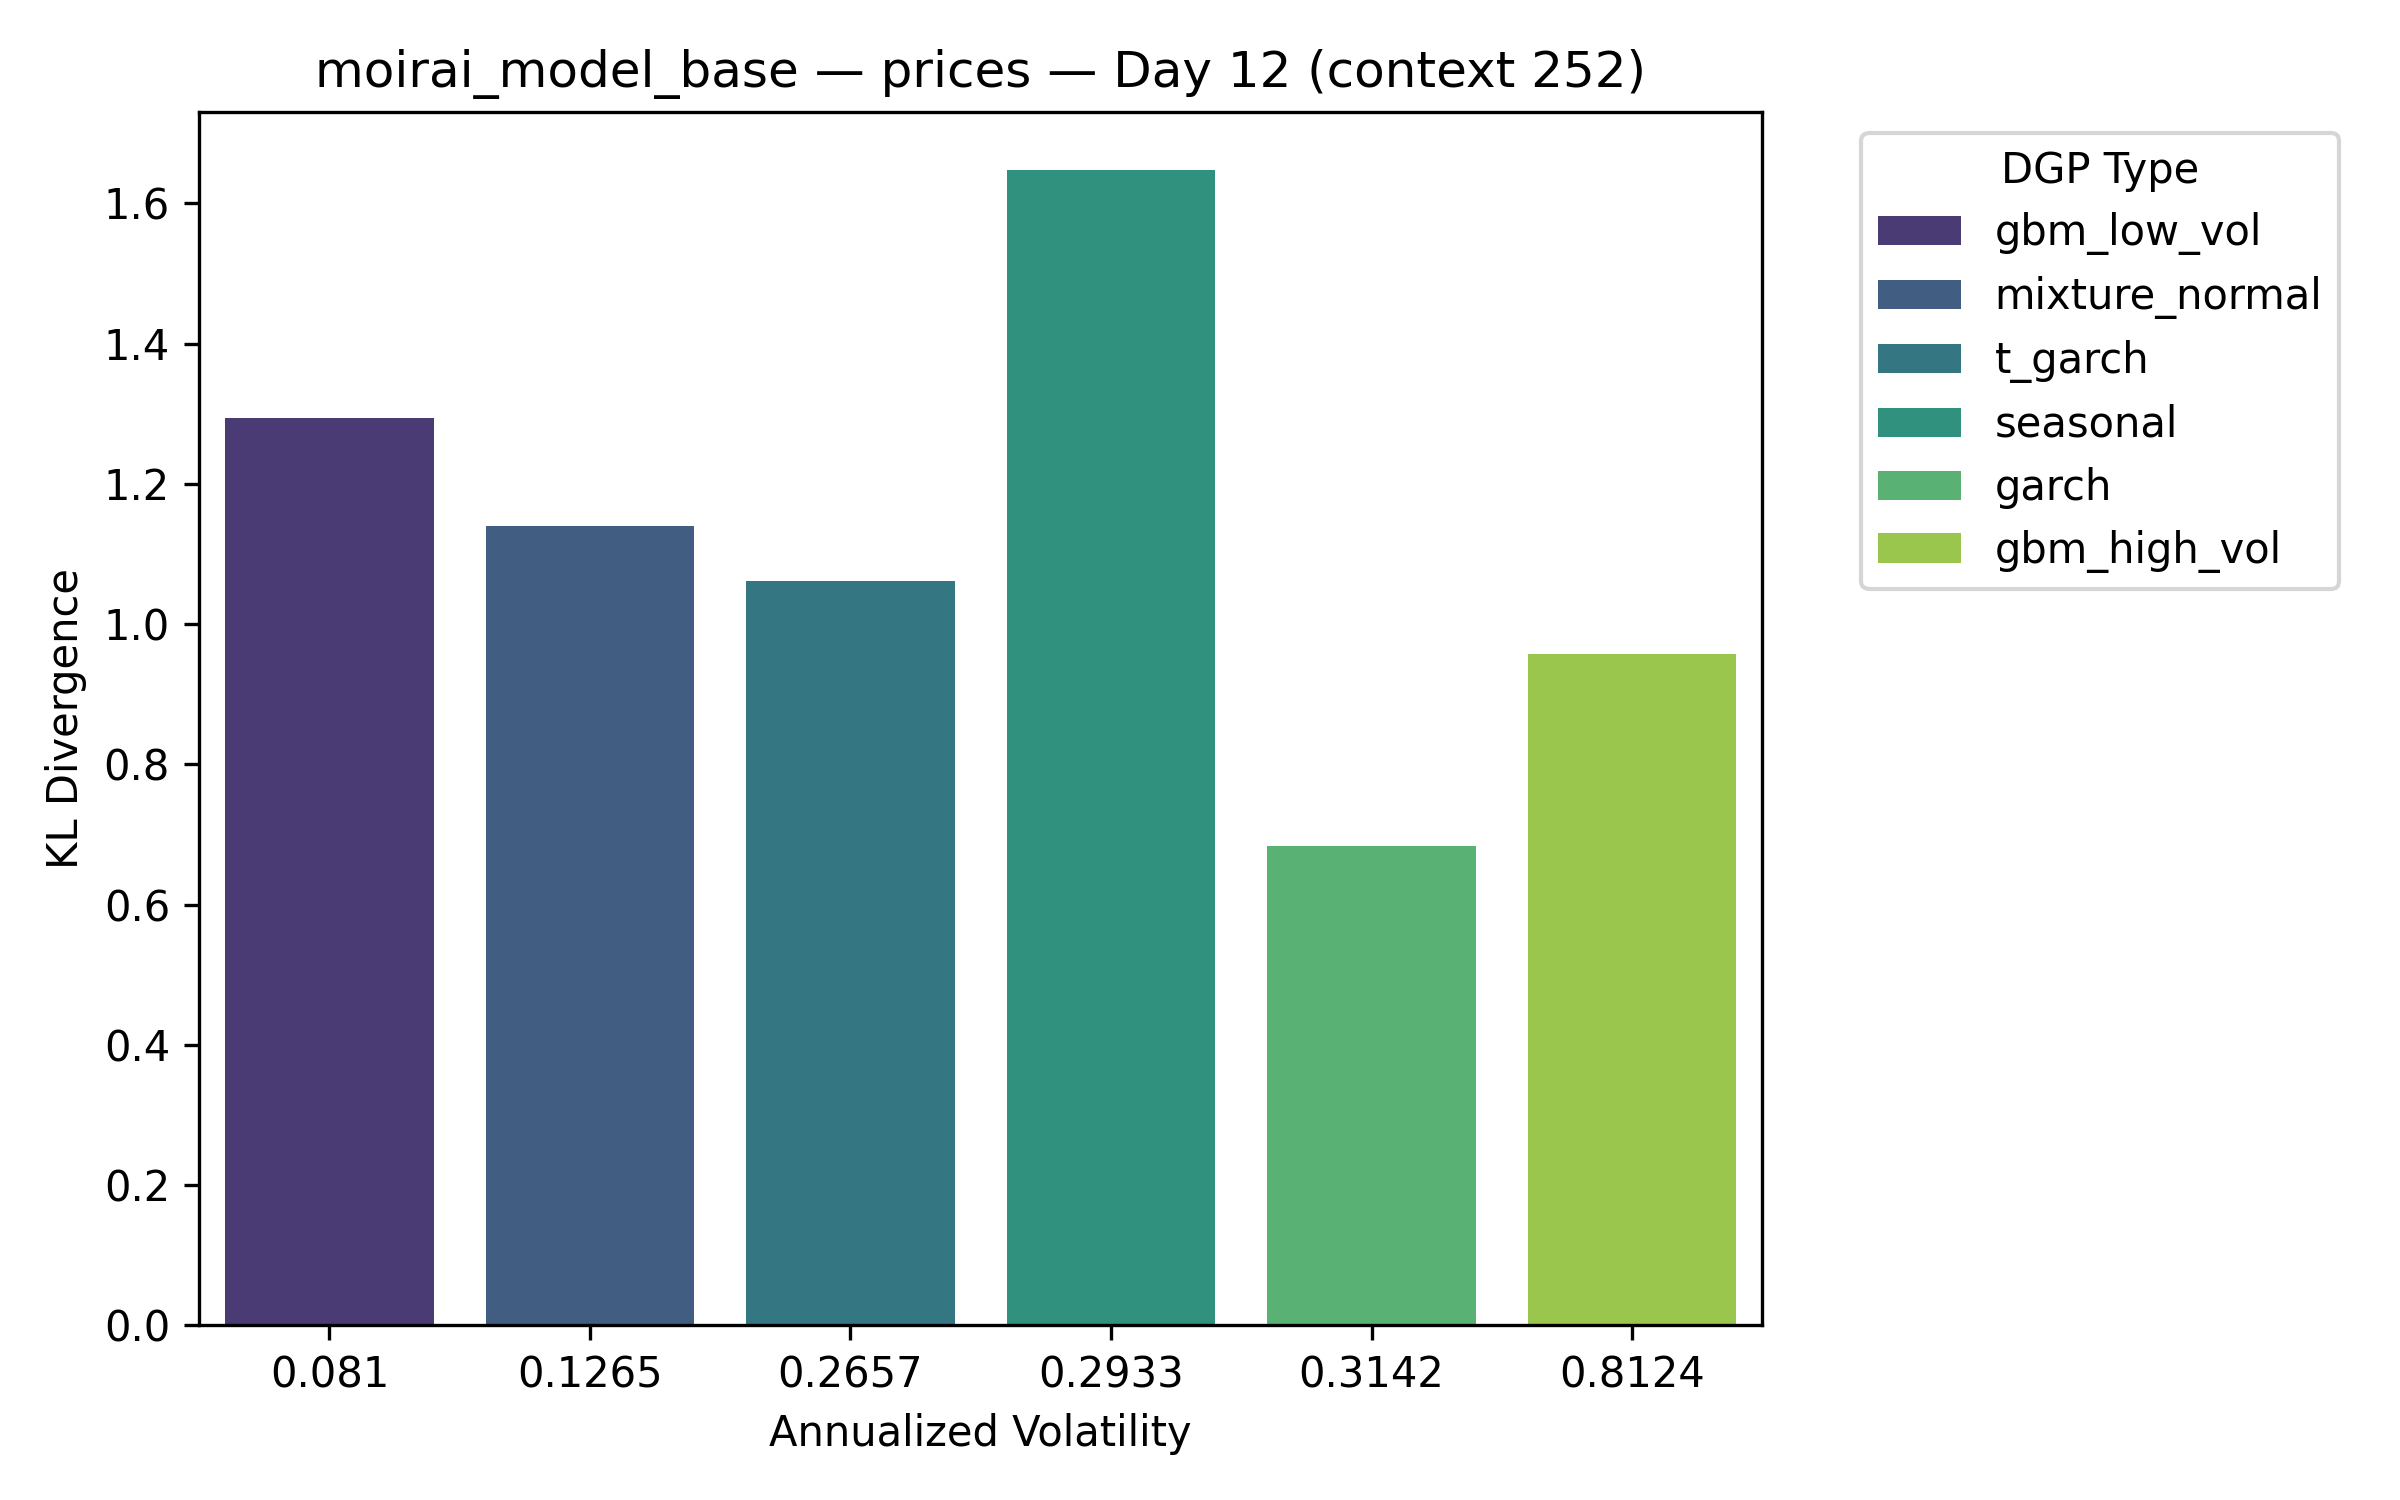 moirai_model_base — prices — Day 12 (context 252)
DGP Type
gbm_low_vol
mixture_normal
t_garch
seasonal
garch
gbm_high_vol
KL Divergence
1.6
1.4
1.2
1.0
0.8
0.6
0.4
0.2
0.0
0.081 0.1265 0.2657 0.2933 0.3142 0.8124
Annualized Volatility